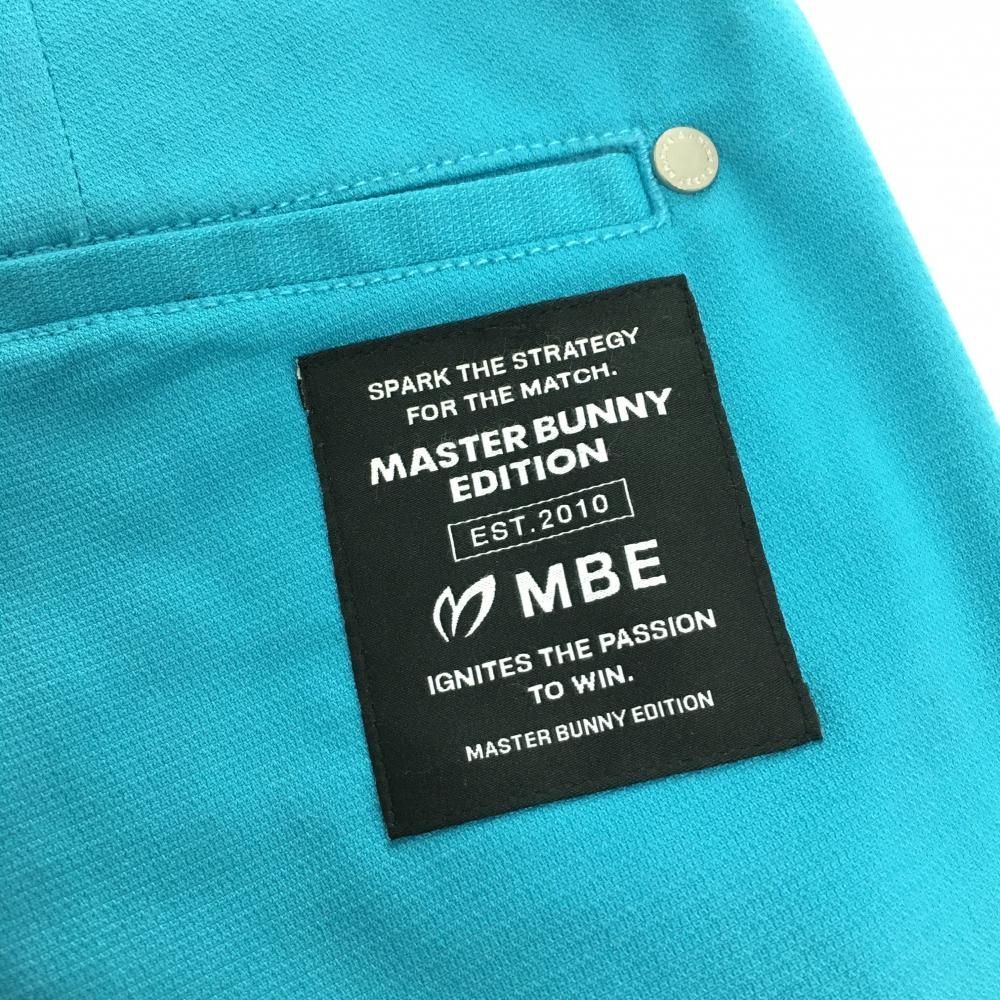 SPARK THE STRATEGY
FOR THE MATCH.
MASTER BUNNY
EDITION
EST.2010
MBE
IGNITES THE PASSION
TO WIN.
MASTER BUNNY EDITION